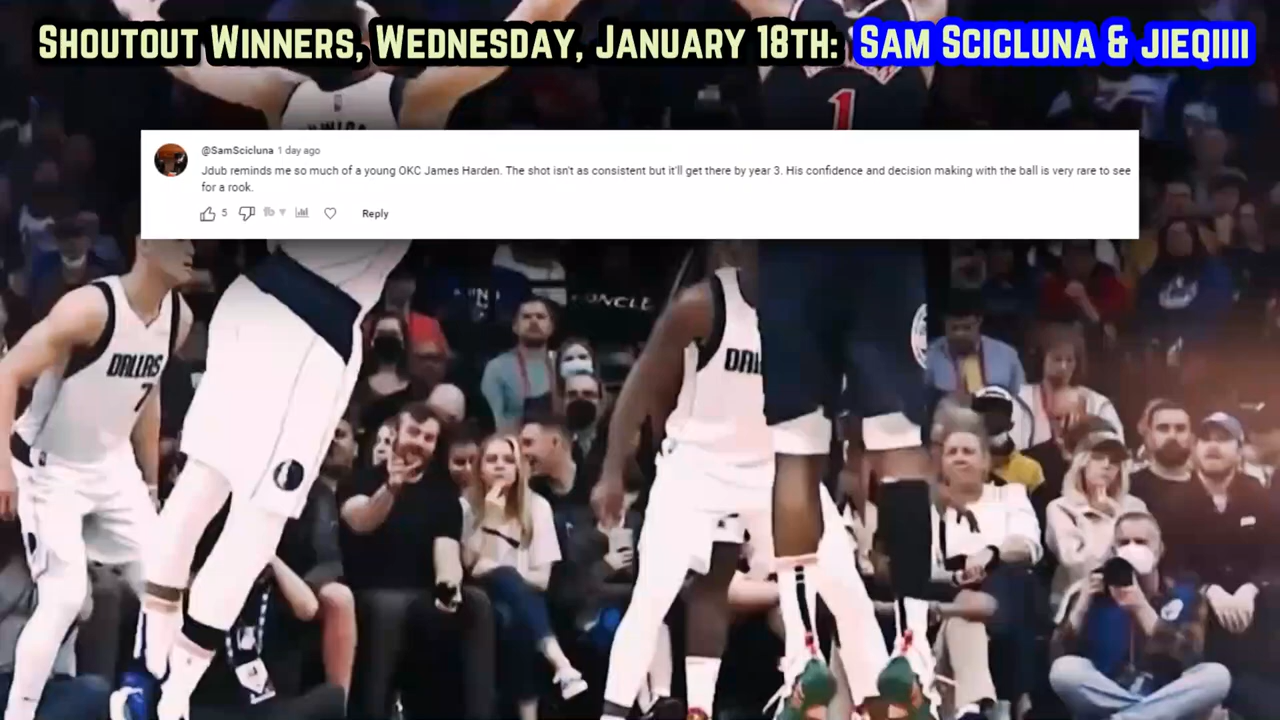 Shoutout Winners, Wednesday, January 18th: Sam Scicluna & jieqiiii
1
@SamScicluna 1 day ago
Jdub reminds me so much of a young OKC James Harden. The shot isn't as consistent but it'll get there by year 3. His confidence and decision making with the ball is very rare to see
for a rook.
5 Reply
DALLAS
7